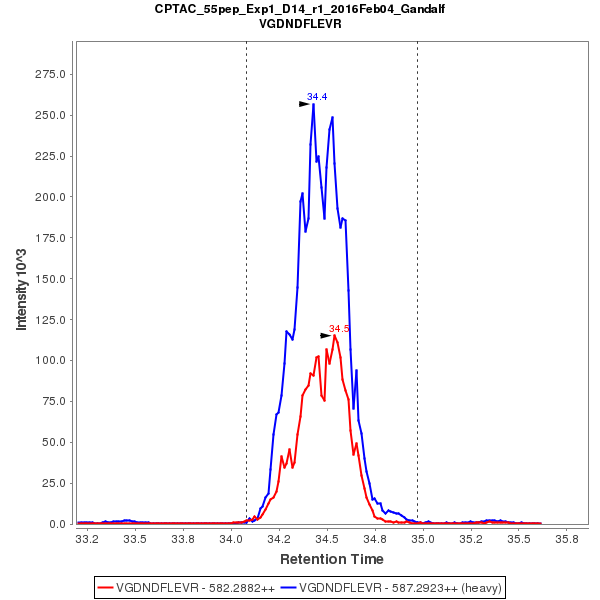 CPTAC_55pep_Exp1_D14_r1_2016Feb04_Gandalf
VGDNDFLEVR
Intensity 10^3
275.0
250.0
225.0
200.0
175.0
150.0
125.0
100.0
75.0
50.0
25.0
0.0
34.4
34.5
33.2 33.5 33.8 34.0 34.2 34.5 34.8 35.0 35.2 35.5 35.8
Retention Time
VGDNDFLEVR - 582.2882++ VGDNDFLEVR - 587.2923++ (heavy)